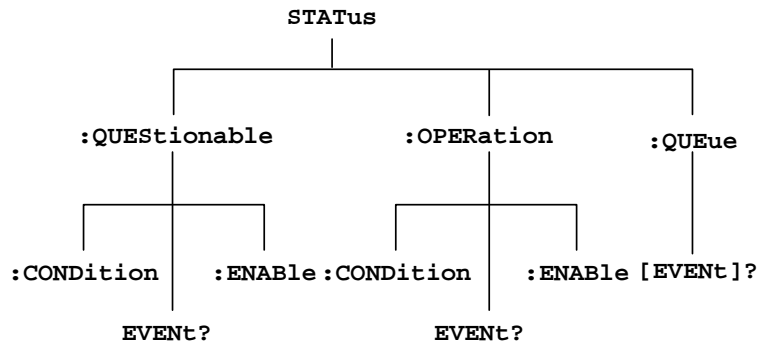 STATus
:QUEStionable :OPERation :QUEue
:CONDition :ENABle :CONDition :ENABle [EVENt]?
EVENt? EVENt?